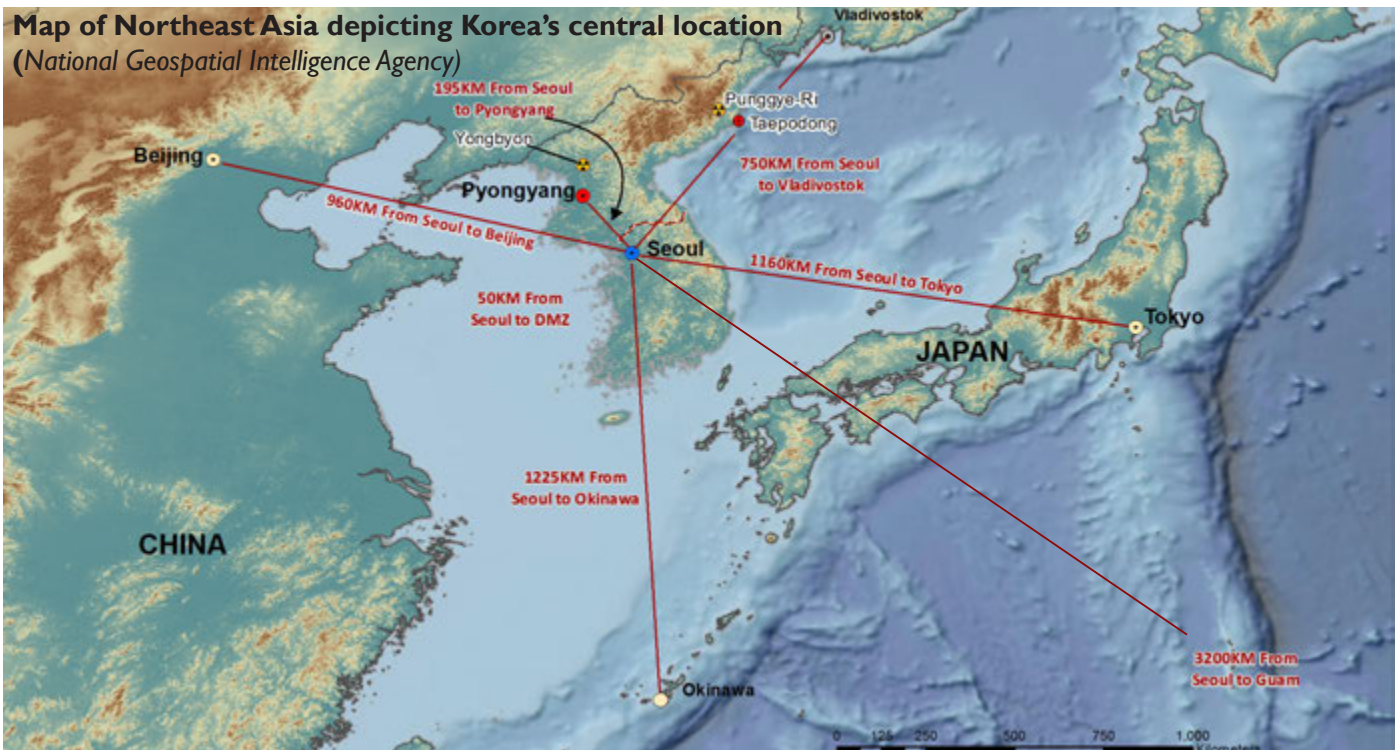 Map of Northeast Asia depicting Korea's central location
(National Geospatial Intelligence Agency)
Vladivostok
195KM From Seoul
to Pyongyang
Punggye-Ri
Taepodong
Yongbyon
Beijing
750KM From Seoul
to Vladivostok
Pyongyang
960KM From Seoul to Beijing
Seoul
1160KM From Seoul to Tokyo
50KM From
Seoul to DMZ
Tokyo
JAPAN
1225KM From
Seoul to Okinawa
CHINA
3200KM From
Seoul to Guam
Okinawa
0 125 250 500 750 1.000
Kilometers